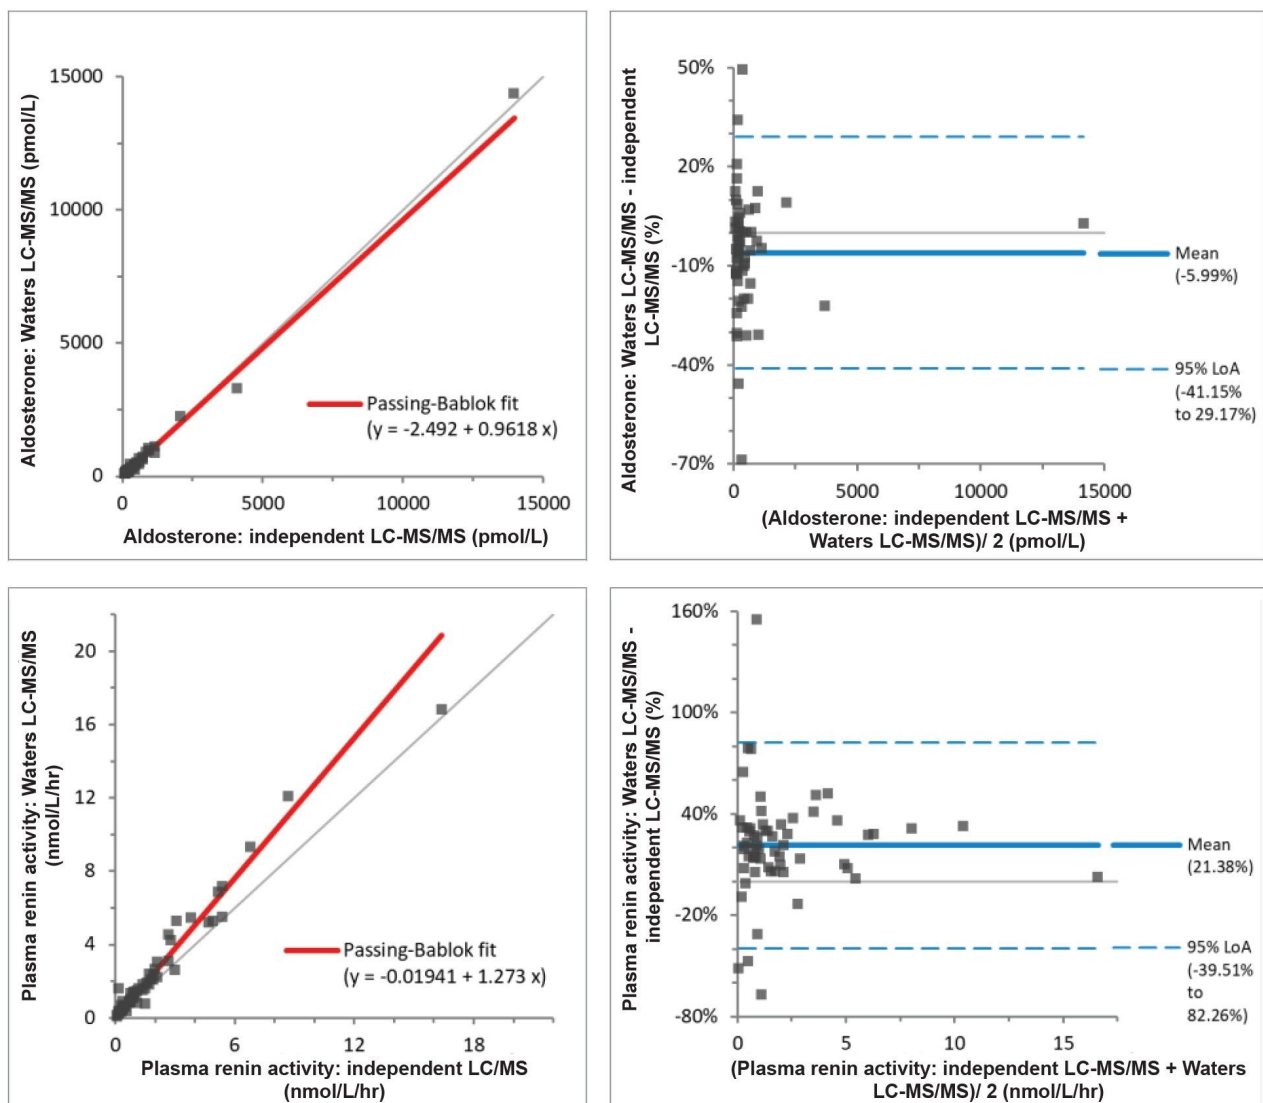 Aldosterone: Waters LC-MS/MS (pmol/L)
15000
10000
5000
0
Passing-Bablok fit
(y = -2.492 + 0.9618 x)
0
5000
10000
15000
Aldosterone: independent LC-MS/MS (pmol/L)
Aldosterone: Waters LC-MS/MS - independent
LC-MS/MS (%)
50%
20%
-10%
-40%
-70%
Mean
(-5.99%)
95% LoA
(-41.15%
to 29.17%)
0
5000
10000
15000
(Aldosterone: independent LC-MS/MS +
Waters LC-MS/MS)/ 2 (pmol/L)
Plasma renin activity: Waters LC-MS/MS
(nmol/L/hr)
20
16
12
8
4
0
Passing-Bablok fit
(y = -0.01941 + 1.273 x)
0
6
12
18
Plasma renin activity: independent LC/MS
(nmol/L/hr)
Plasma renin activity: Waters LC-MS/MS -
independent LC-MS/MS (%)
160%
100%
40%
-20%
-80%
Mean
(21.38%)
95% LoA
(-39.51%
to
82.26%)
0
5
10
15
(Plasma renin activity: independent LC-MS/MS + Waters
LC-MS/MS)/ 2 (nmol/L/hr)